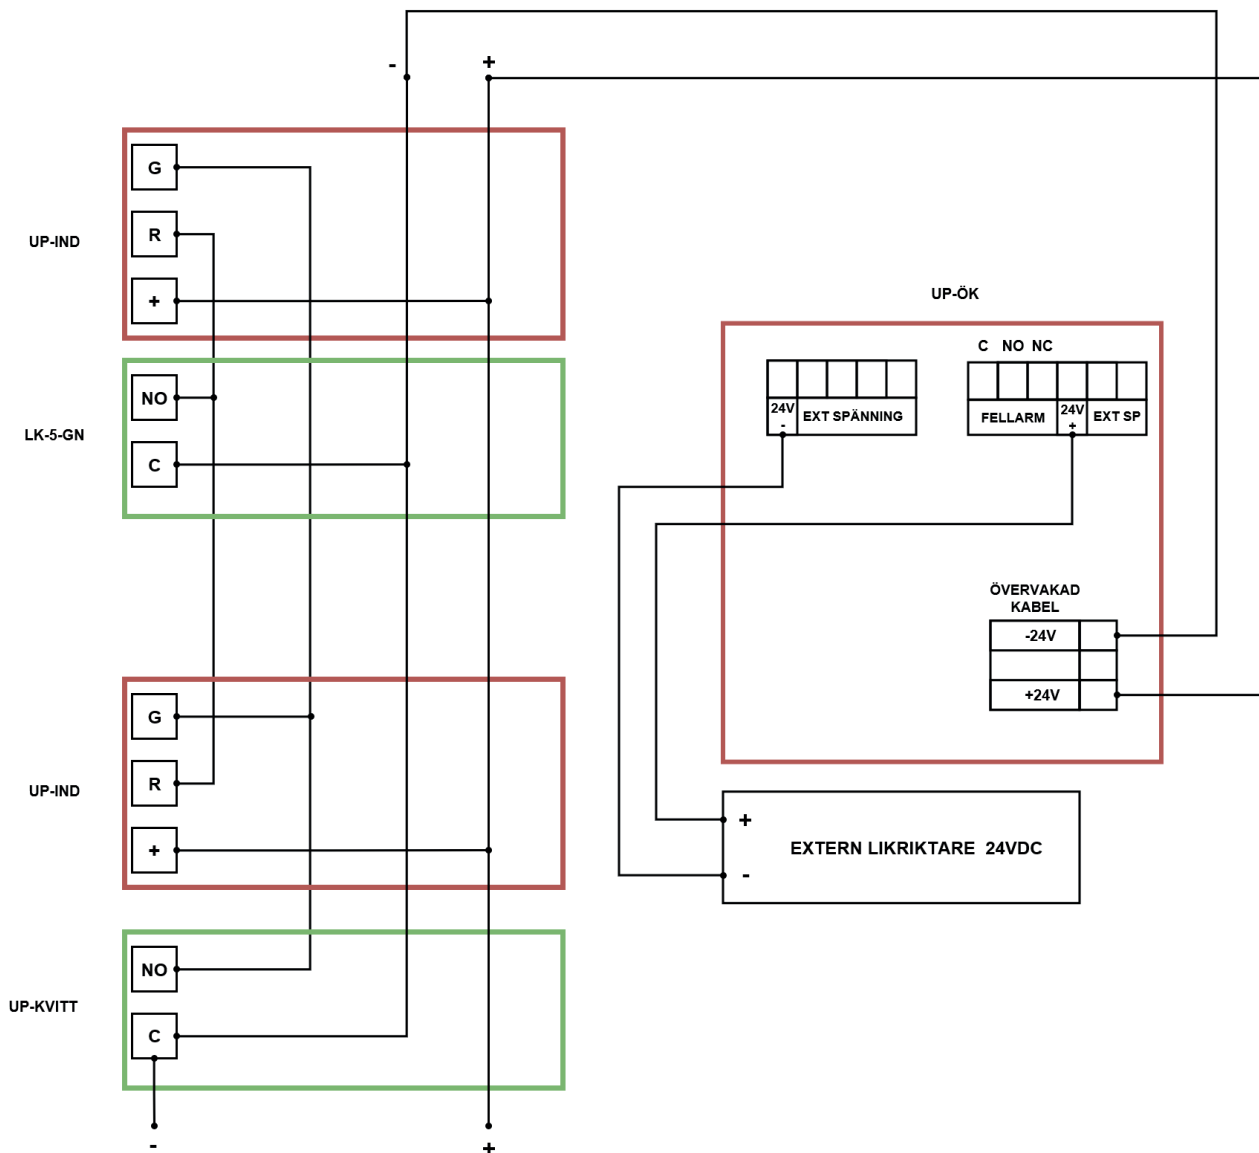 -
+
G
R
+
UP-IND
NO
C
LK-5-GN
G
R
+
UP-IND
NO
C
UP-KVITT
-
+
UP-ÖK
C NO NC
24V
-
EXT SPÄNNING
FELLARM
24V
+
EXT SP
ÖVERVAKAD
KABEL
-24V
+24V
+
EXTERN LIKRIKTARE 24VDC
-